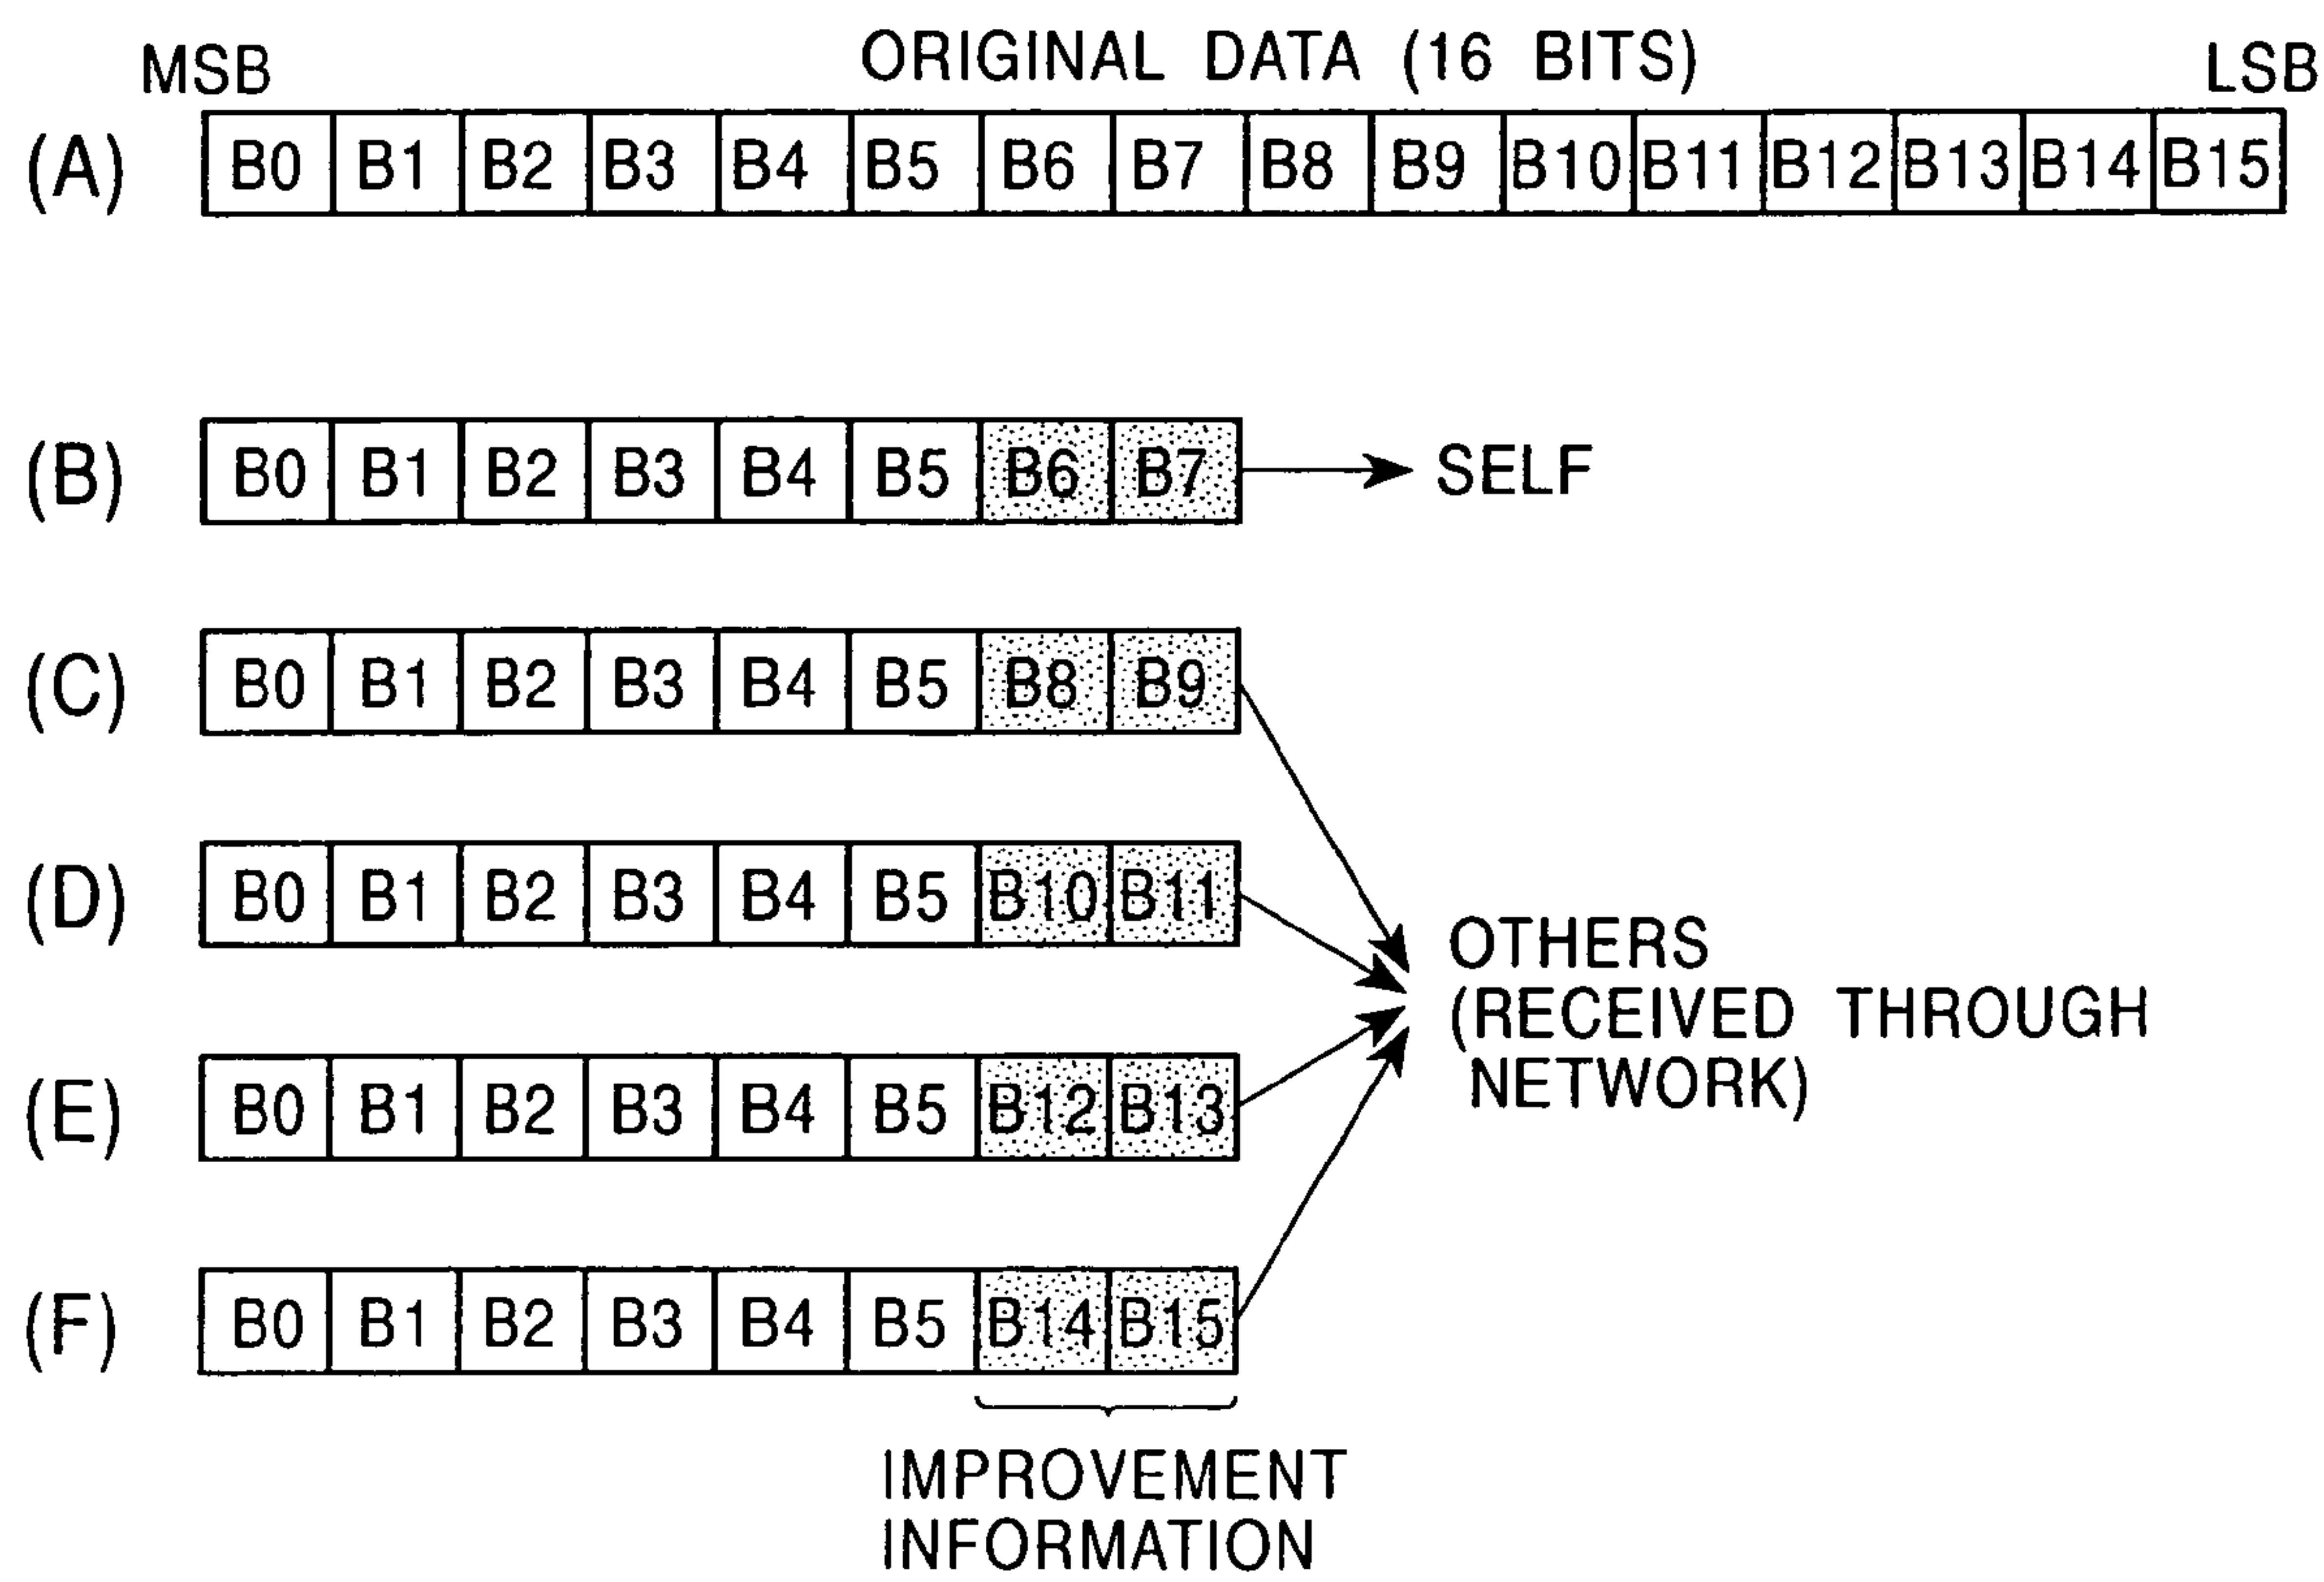 MSB ORIGINAL DATA (16 BITS) LSB
(A) B0 B1 B2 B3 B4 B5 B6 B7 B8 B9 B10 B11 B12 B13 B14 B15
(B) B0 B1 B2 B3 B4 B5 B6 B7 SELF
(C) B0 B1 B2 B3 B4 B5 B8 B9
(D) B0 B1 B2 B3 B4 B5 B10 B11
OTHERS
(RECEIVED THROUGH
NETWORK)
(E) B0 B1 B2 B3 B4 B5 B12 B13
(F) B0 B1 B2 B3 B4 B5 B14 B15
IMPROVEMENT
INFORMATION